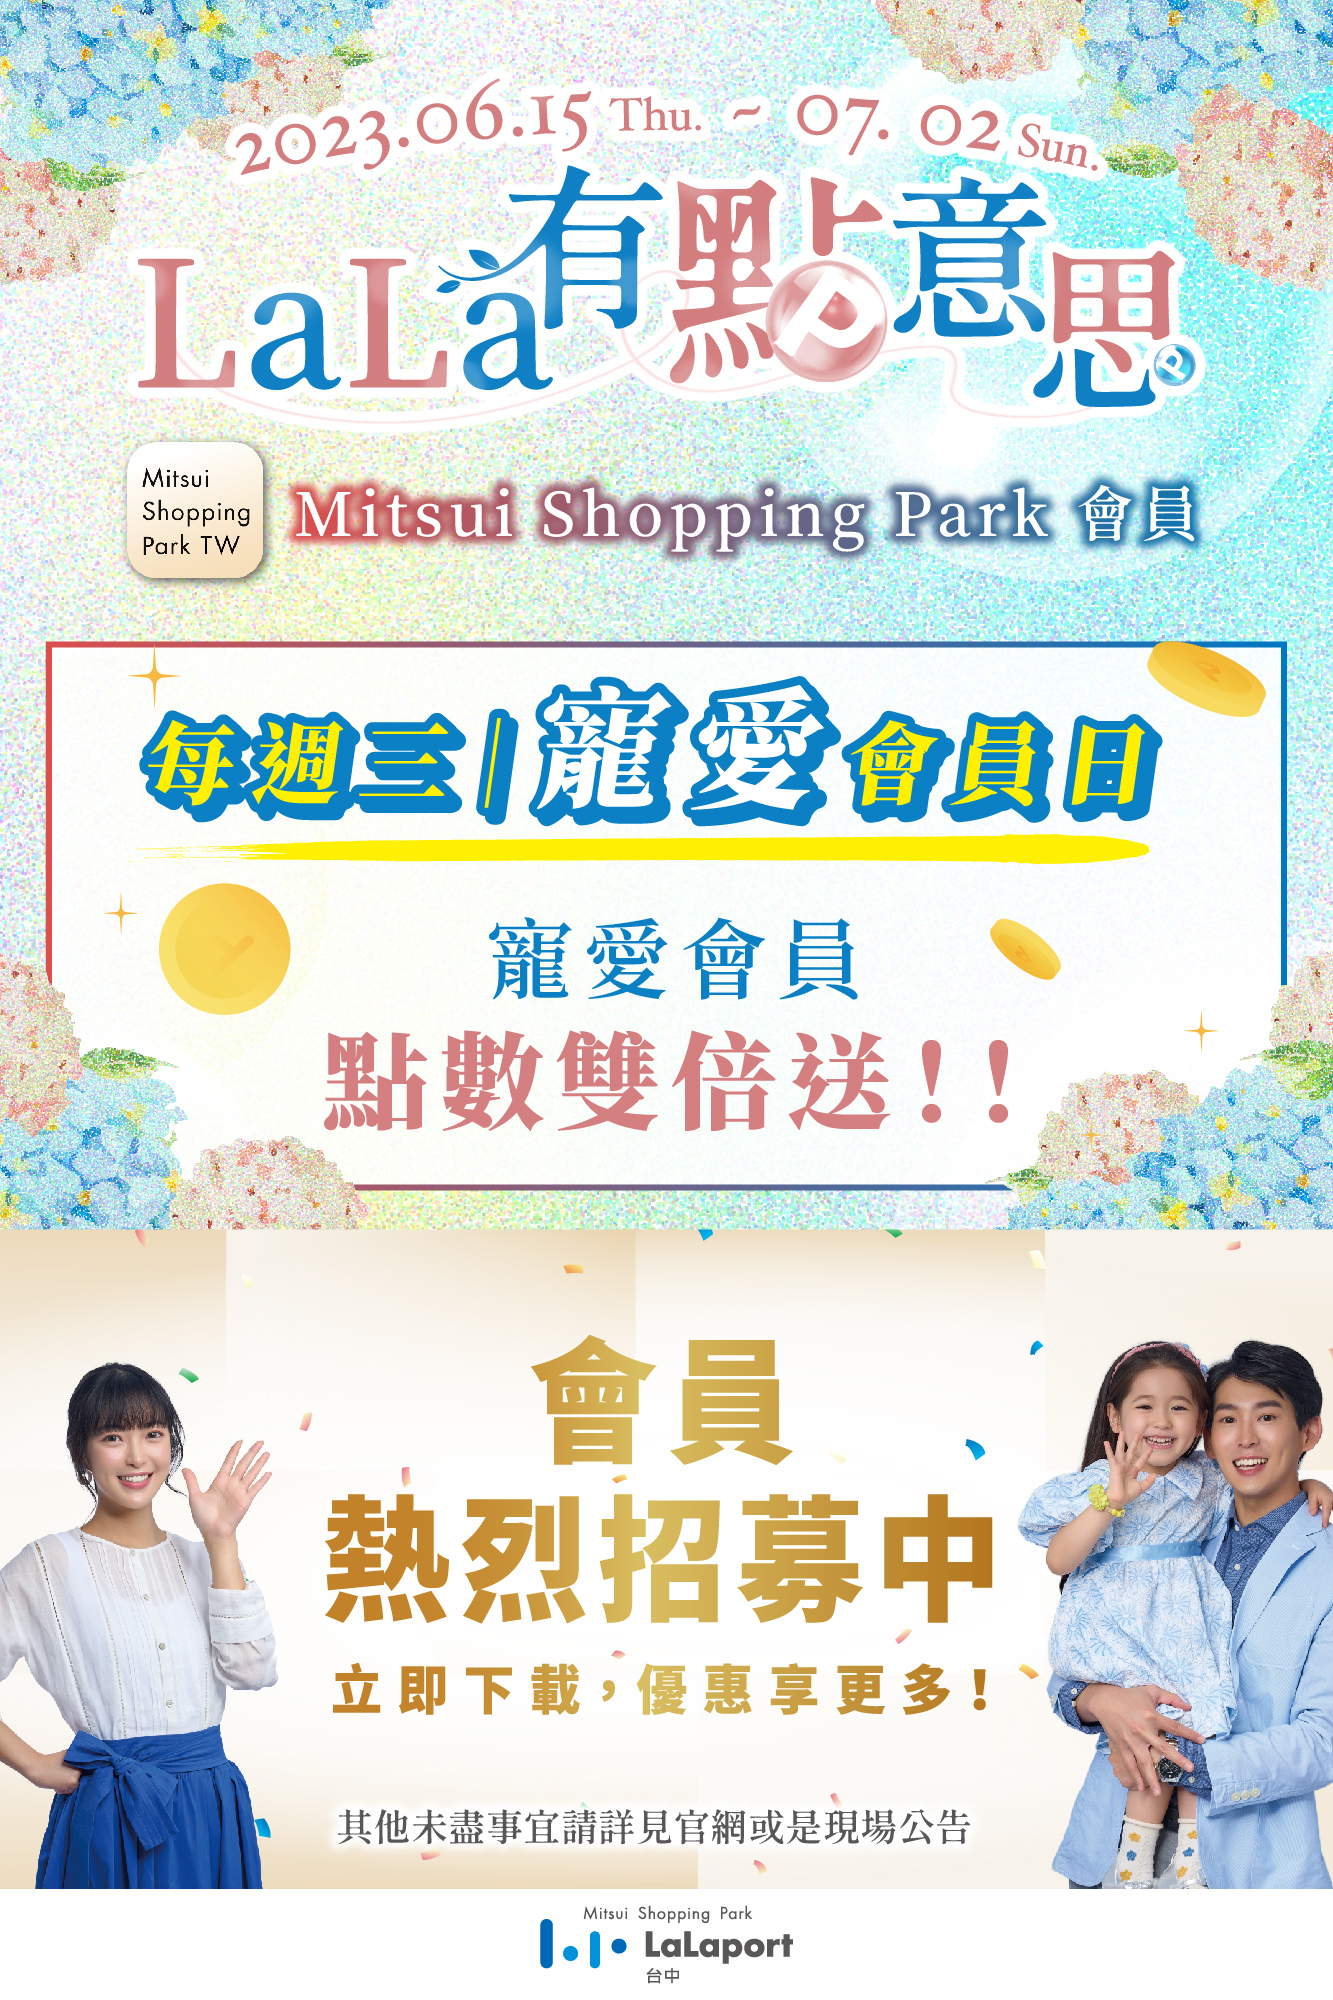 2023.06.15 Thu. ~ 07. 02 Sun.
LaLa有點意思
P
P
Mitsui
Shopping
Park TW
Mitsui Shopping Park 會員
每週三|寵愛會員日
寵愛會員
點數雙倍送!!
會員
熱烈招募中
立即下載,優惠享更多!
其他未盡事宜請詳見官網或是現場公告
Mitsui Shopping Park
LaLaport
台中